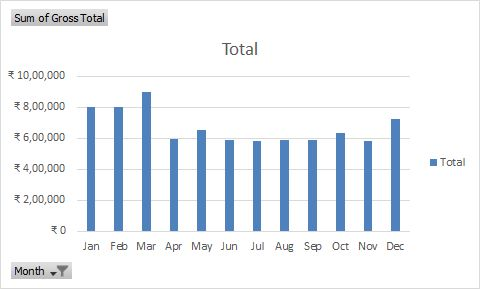 Sum of Gross Total
Total
₹ 10,00,000
₹ 8,00,000
₹ 6,00,000
₹ 4,00,000
₹ 2,00,000
₹ 0
Jan Feb Mar Apr May Jun Jul Aug Sep Oct Nov Dec
Total
Month